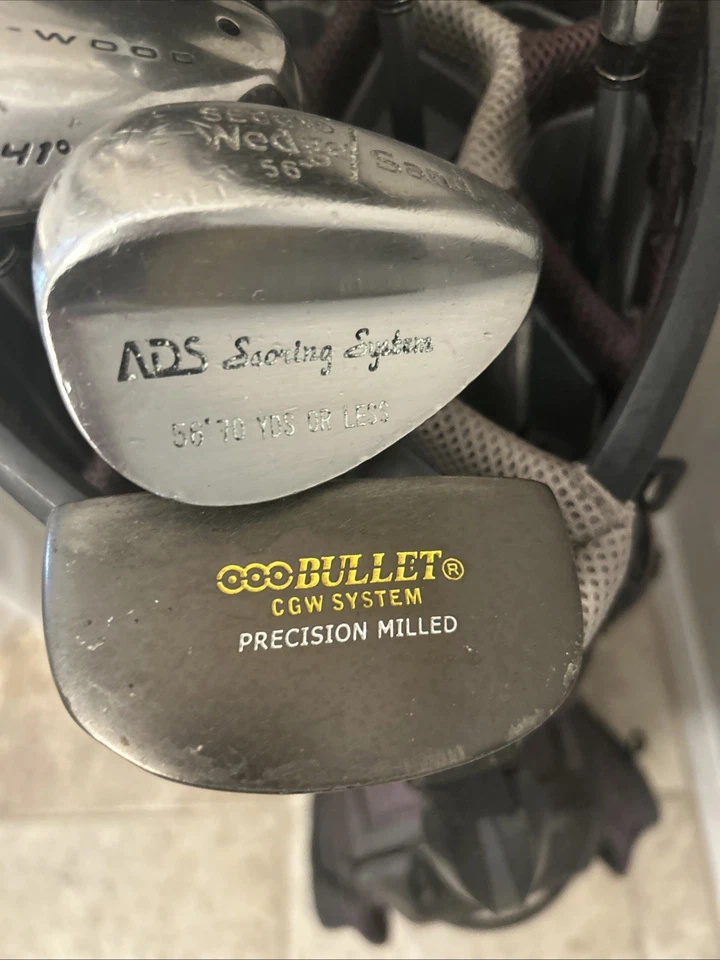 -WOOD
41°
Wedge
56°
Sand
ADS Scoring System
56° 70 YDS OR LESS
BULLET®
CGW SYSTEM
PRECISION MILLED